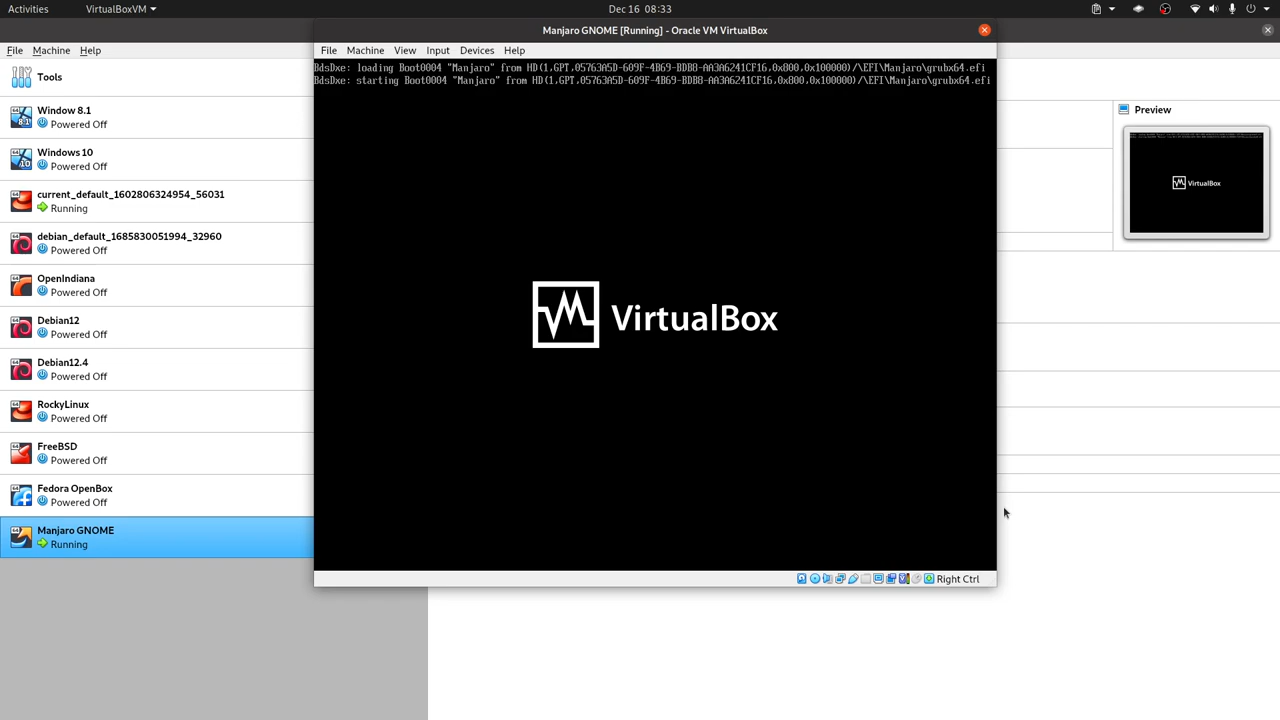 Activities
VirtualBoxVM
Dec 16 08:33
Manjaro GNOME [Running] - Oracle VM VirtualBox
File Machine Help
File Machine View Input Devices Help
BdsDxe: loading Boot0004 "Manjaro" from HD(1,GPT,05763A5D-609F-4B69-BDB8-AA3A6241CF16,0x800,0x100000)/\EFI\Manjaro\grubx64.efi
BdsDxe: starting Boot0004 "Manjaro" from HD(1,GPT,05763A5D-609F-4B69-BDB8-AA3A6241CF16,0x800,0x100000)/\EFI\Manjaro\grubx64.efi
Tools
Window 8.1
Powered Off
Windows 10
Powered Off
current_default_1602806324954_56031
Running
debian_default_1685830051994_32960
Powered Off
OpenIndiana
Powered Off
Debian12
Powered Off
Debian12.4
Powered Off
RockyLinux
Powered Off
FreeBSD
Powered Off
Fedora OpenBox
Powered Off
Manjaro GNOME
Running
VirtualBox
Right Ctrl
Preview
VirtualBox